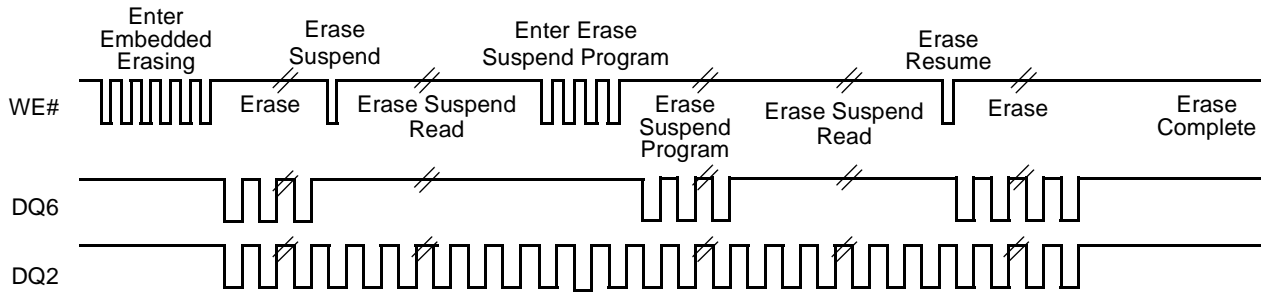 Enter
Embedded
Erasing
Erase
Suspend
Enter Erase
Suspend Program
Erase
Resume
WE#
Erase
Erase Suspend
Read
Erase
Suspend
Program
Erase Suspend
Read
Erase
Erase
Complete
DQ6
DQ2